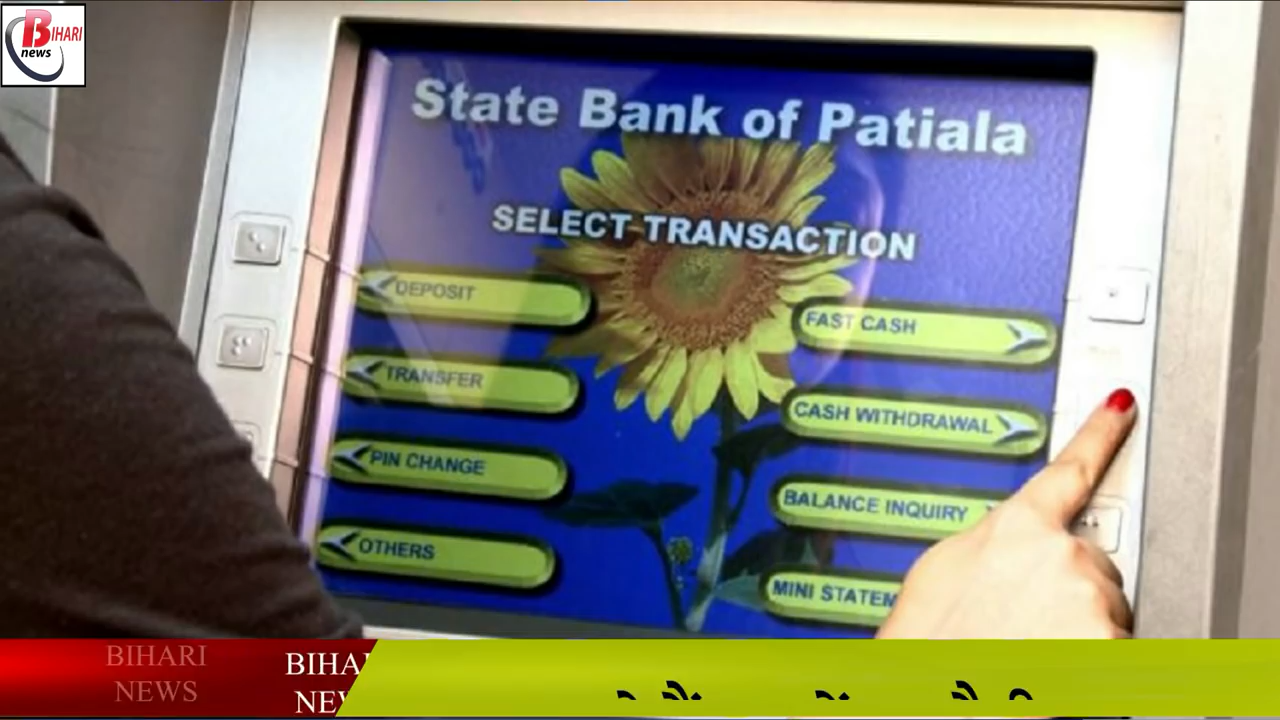 BIHARI
news
State Bank of Patiala
SELECT TRANSACTION
DEPOSIT
FAST CASH
TRANSFER
CASH WITHDRAWAL
PIN CHANGE
BALANCE INQUIRY
OTHERS
MINI STATEM
BIHARI
NEWS
BIHA
NEW